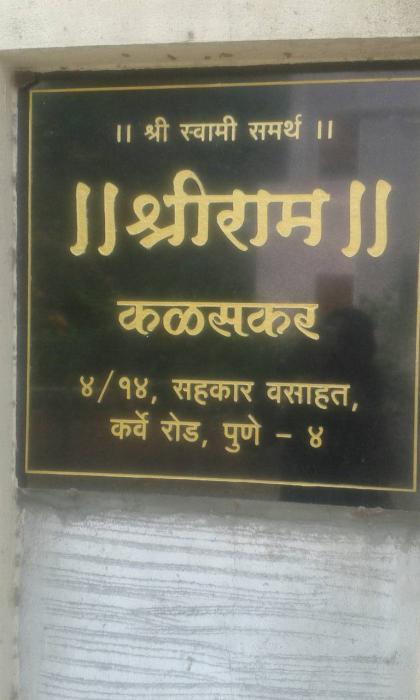 ।। श्री स्वामी समर्थ ।।
||श्रीराम||
कळसकर
४/१४, सहकार वसाहत,
कर्वे रोड, पुणे – ४